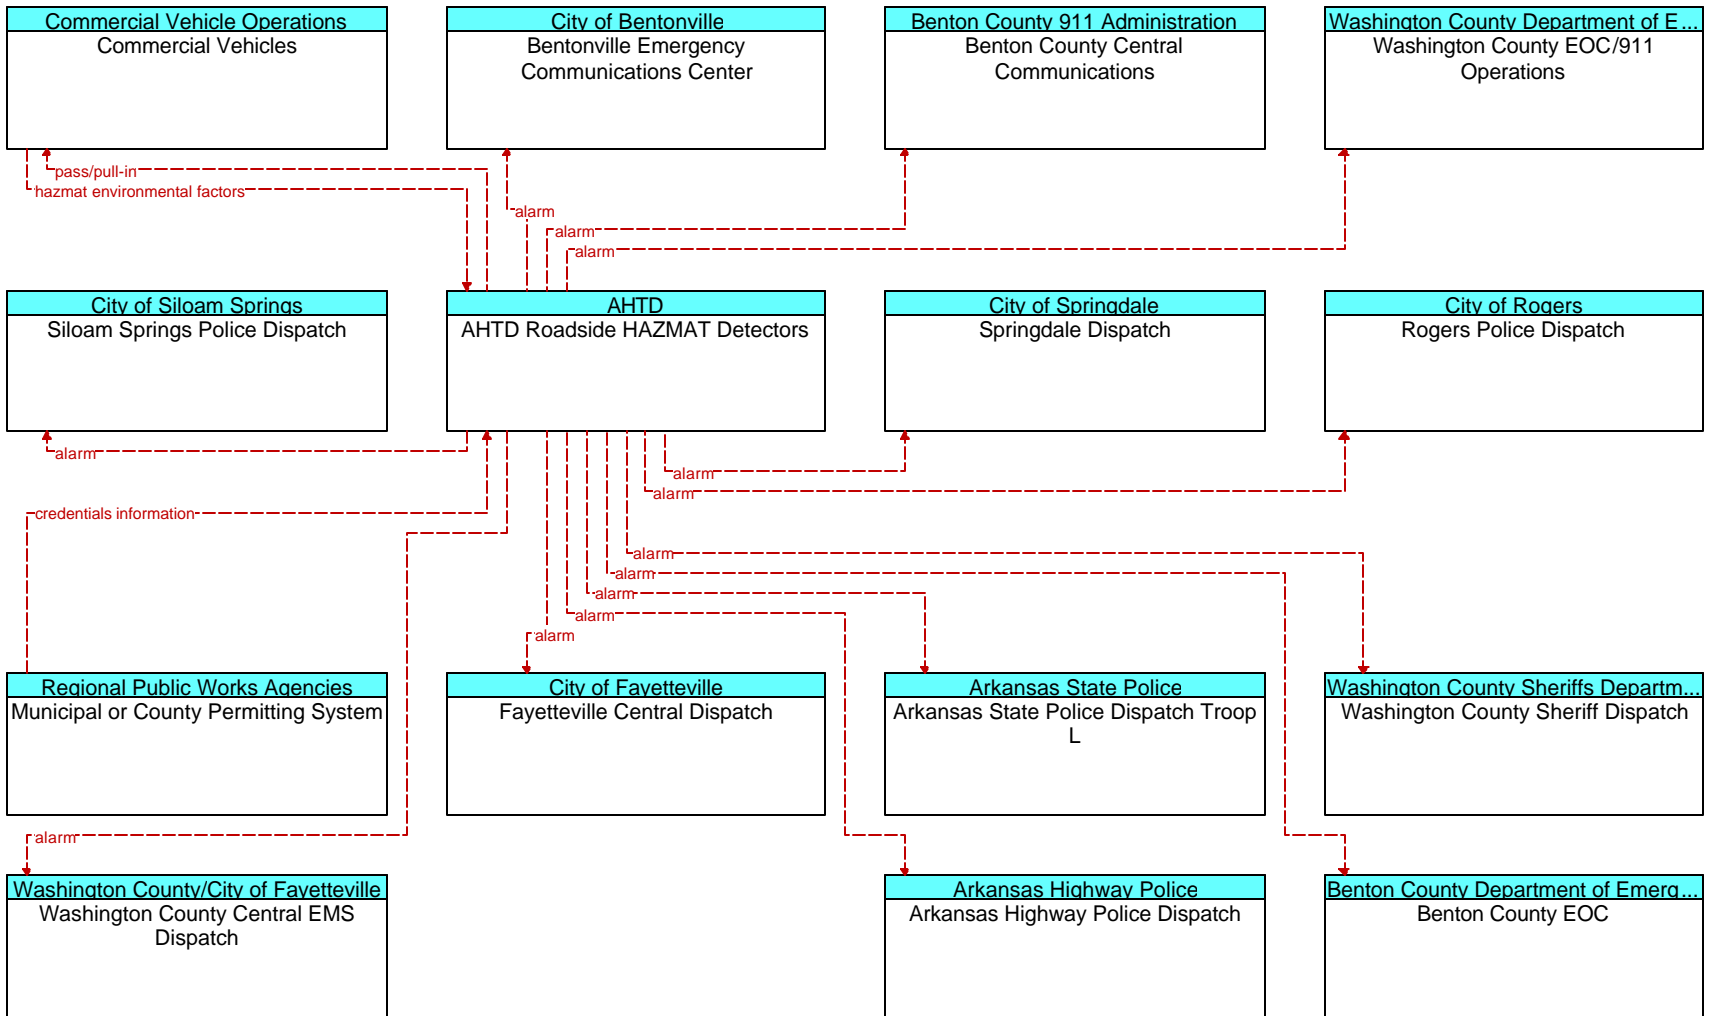 Commercial Vehicle Operations
Commercial Vehicles
City of Bentonville
Bentonville Emergency
Communications Center
Benton County 911 Administration
Benton County Central
Communications
Washington County Department of E...
Washington County EOC/911
Operations
pass/pull-in
hazmat environmental factors
alarm
alarm
alarm
City of Siloam Springs
Siloam Springs Police Dispatch
AHTD
AHTD Roadside HAZMAT Detectors
City of Springdale
Springdale Dispatch
City of Rogers
Rogers Police Dispatch
alarm
alarm
alarm
credentials information
alarm
alarm
alarm
alarm
alarm
Regional Public Works Agencies
Municipal or County Permitting System
City of Fayetteville
Fayetteville Central Dispatch
Arkansas State Police
Arkansas State Police Dispatch Troop
L
Washington County Sheriffs Departm...
Washington County Sheriff Dispatch
alarm
Washington County/City of Fayetteville
Washington County Central EMS
Dispatch
Arkansas Highway Police
Arkansas Highway Police Dispatch
Benton County Department of Emerg...
Benton County EOC